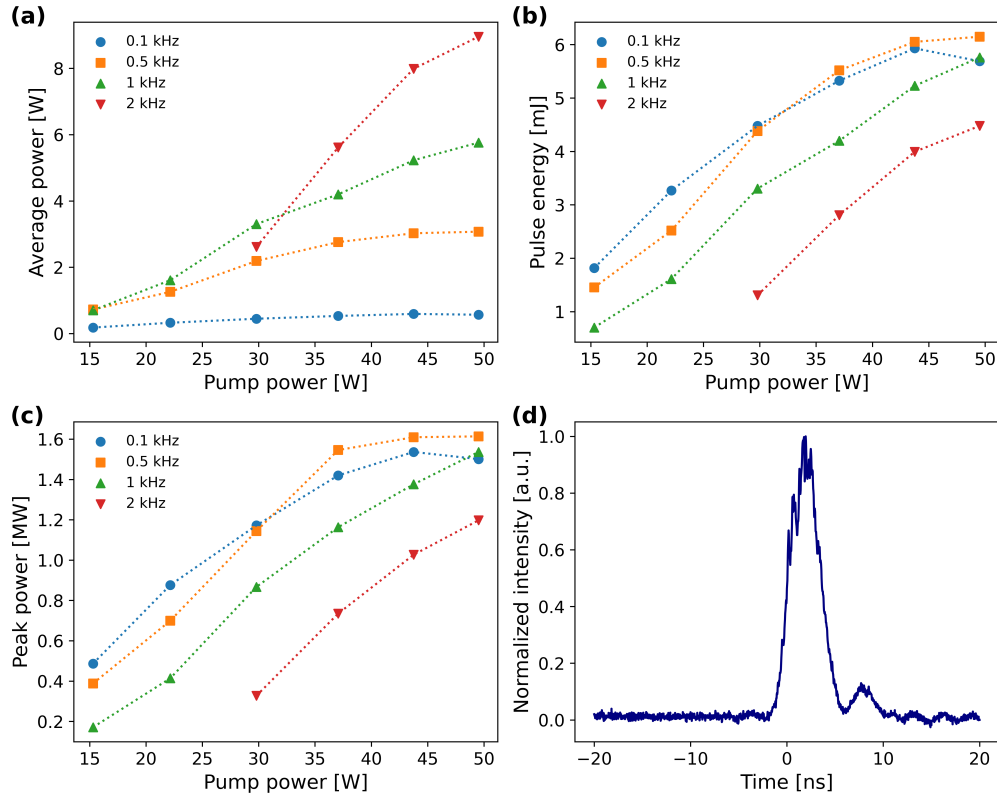 (a)
0.1 kHz
0.5 kHz
1 kHz
2 kHz
Average power [W]
0
2
4
6
8
15 20 25 30 35 40 45 50
Pump power [W]
(b)
0.1 kHz
0.5 kHz
1 kHz
2 kHz
Pulse energy [mJ]
6
5
4
3
2
1
15 20 25 30 35 40 45 50
Pump power [W]
(c)
0.1 kHz
0.5 kHz
1 kHz
2 kHz
Peak power [MW]
1.6
1.4
1.2
1.0
0.8
0.6
0.4
0.2
15 20 25 30 35 40 45 50
Pump power [W]
(d)
Normalized intensity [a.u.]
1.0
0.8
0.6
0.4
0.2
0.0
−20 −10 0 10 20
Time [ns]